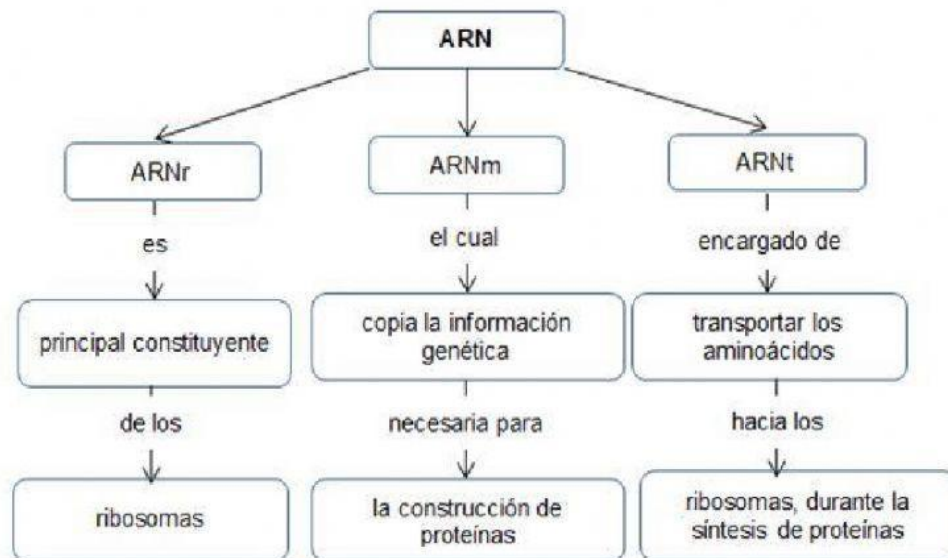 ARN
ARNr
ARNm
ARNt
es
el cual
encargado de
principal constituyente
copia la información
genética
transportar los
aminoácidos
de los
necesaria para
hacia los
ribosomas
la construcción de
proteínas
ribosomas, durante la
síntesis de proteínas